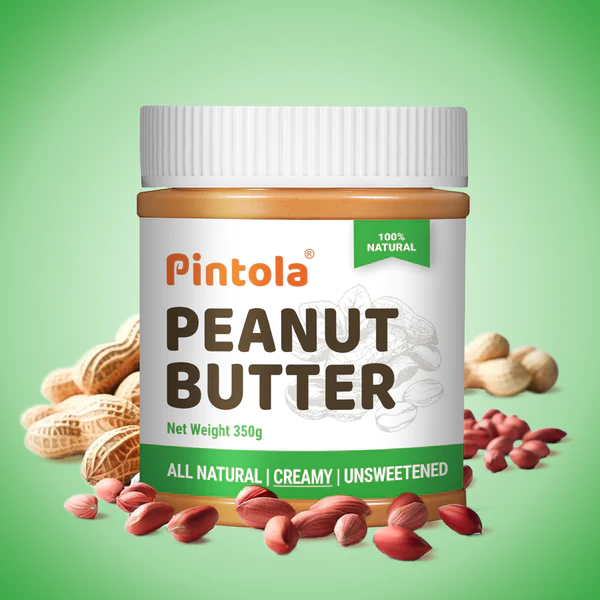 100%
NATURAL
Pintola®
PEANUT
BUTTER
Net Weight 350g
ALL NATURAL | CREAMY | UNSWEETENED